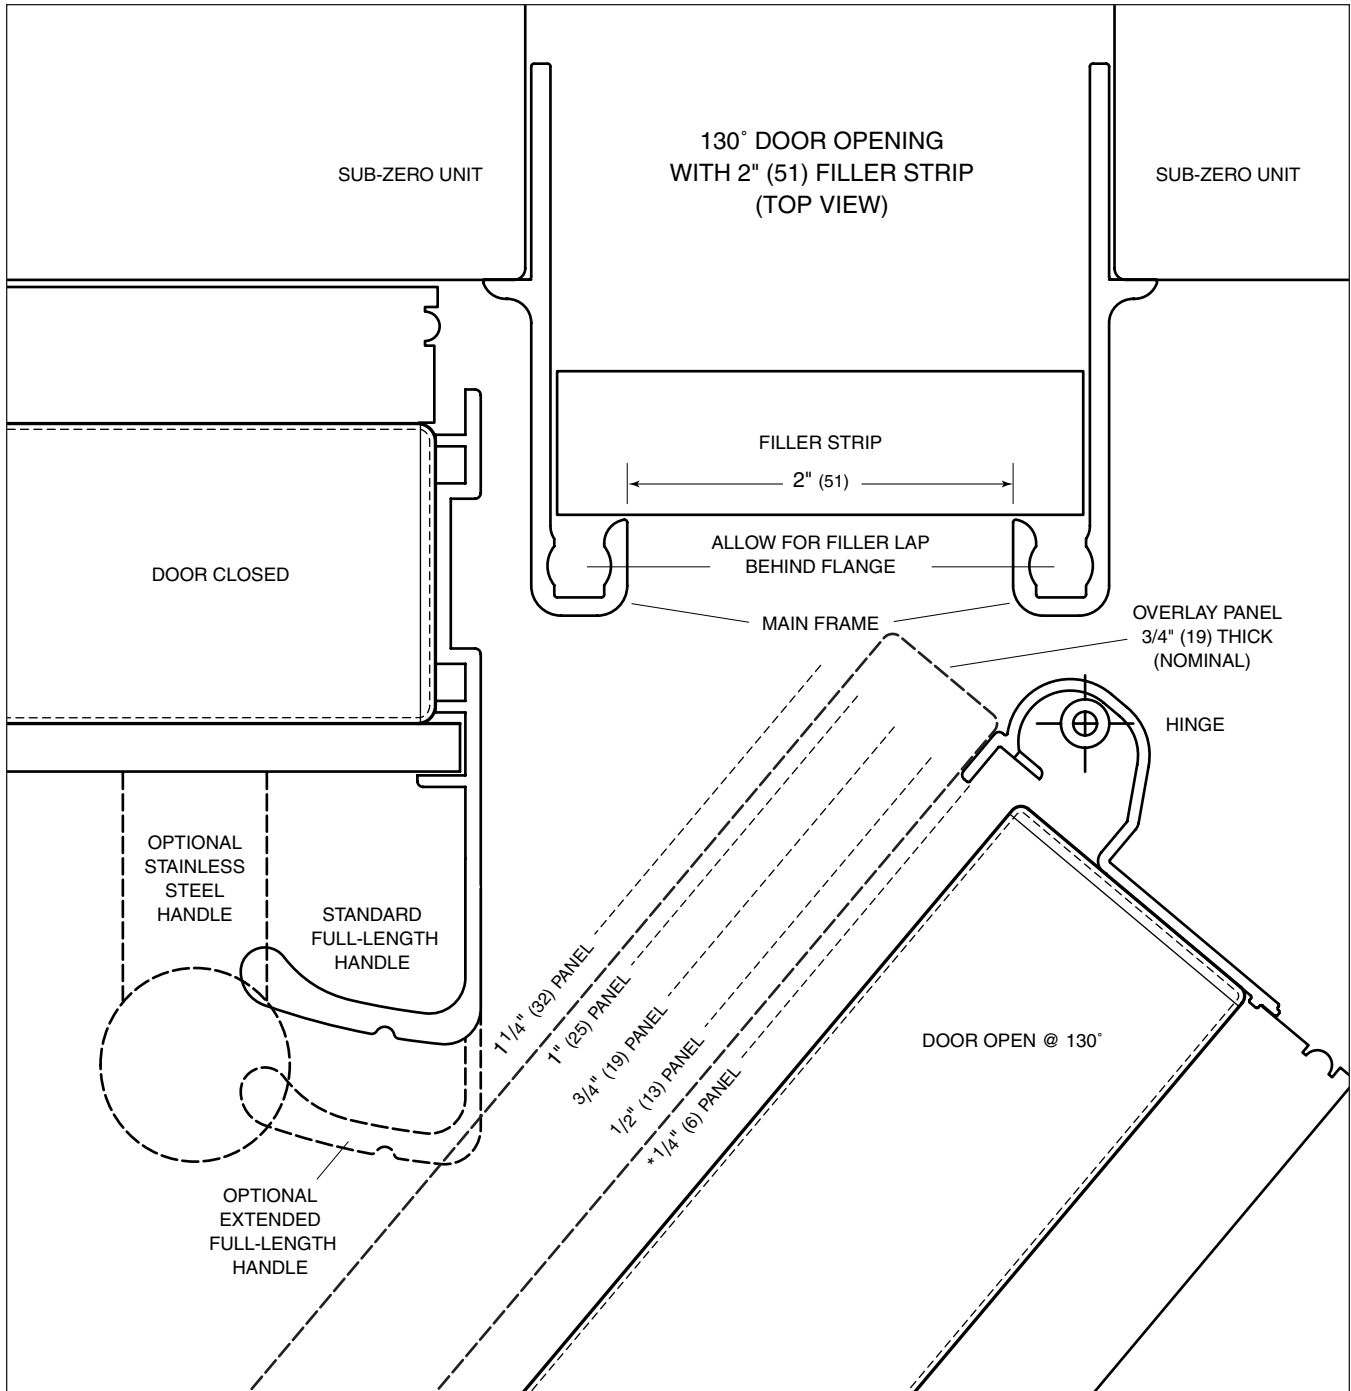 130˚ DOOR OPENING
WITH 2" (51) FILLER STRIP
(TOP VIEW)
SUB-ZERO UNIT
SUB-ZERO UNIT
FILLER STRIP
2" (51)
ALLOW FOR FILLER LAP
BEHIND FLANGE
DOOR CLOSED
MAIN FRAME
OVERLAY PANEL
3/4" (19) THICK
(NOMINAL)
HINGE
OPTIONAL
STAINLESS
STEEL
HANDLE
STANDARD
FULL-LENGTH
HANDLE
1 1/4" (32) PANEL
1" (25) PANEL
3/4" (19) PANEL
1/2" (13) PANEL
* 1/4" (6) PANEL
DOOR OPEN @ 130˚
OPTIONAL
EXTENDED
FULL-LENGTH
HANDLE